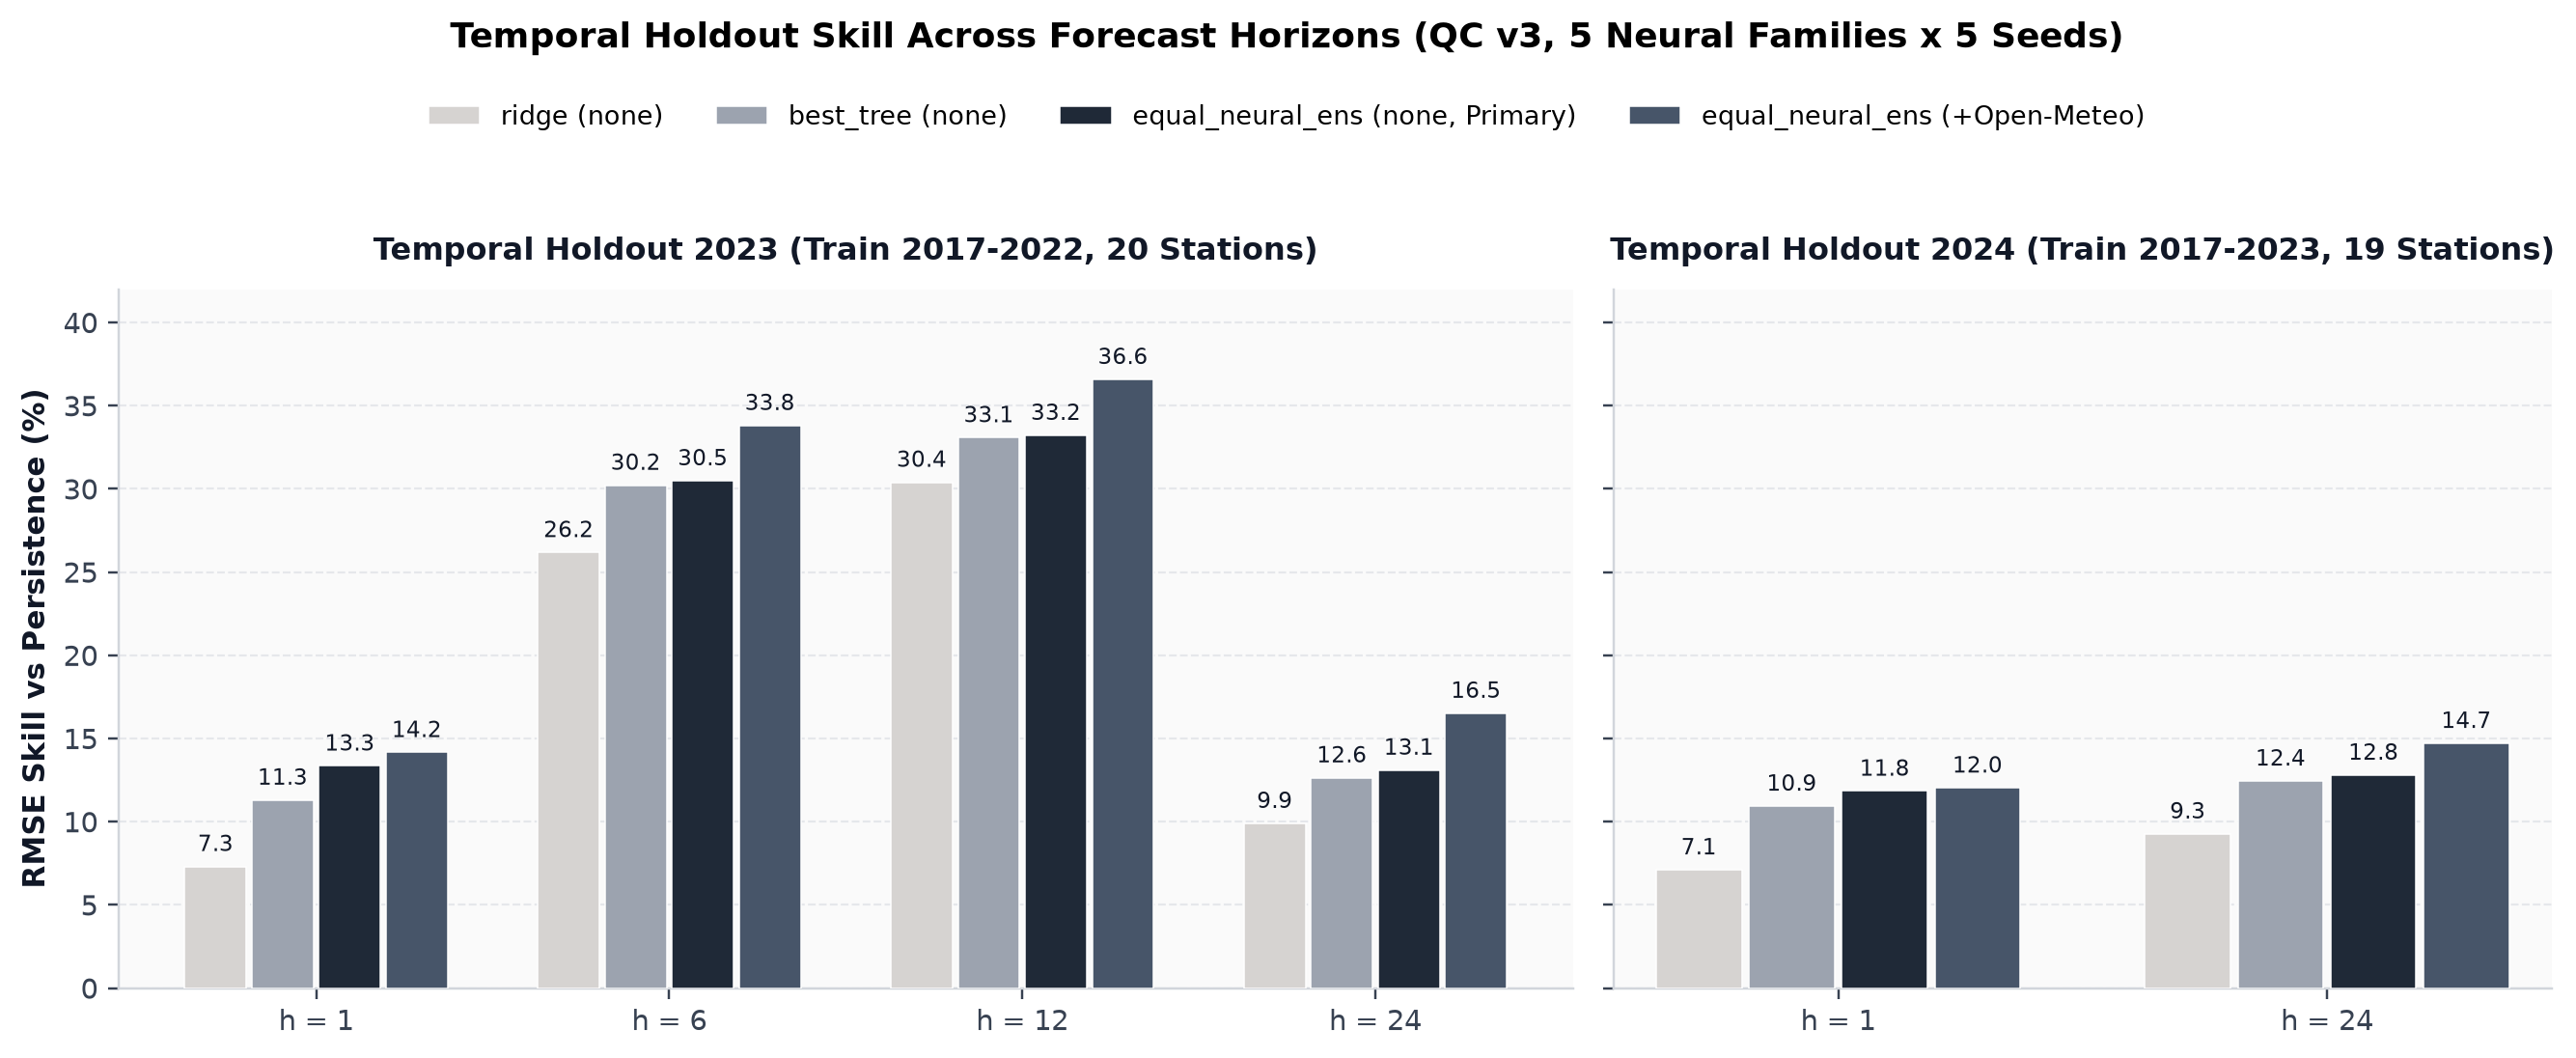 Temporal Holdout Skill Across Forecast Horizons (QC v3, 5 Neural Families x 5 Seeds)
ridge (none) best_tree (none) equal_neural_ens (none, Primary) equal_neural_ens (+Open-Meteo)
Temporal Holdout 2023 (Train 2017-2022, 20 Stations)
RMSE Skill vs Persistence (%)
40
35
30
25
20
15
10
5
0
7.3 11.3 13.3 14.2
26.2 30.2 30.5 33.8
30.4 33.1 33.2 36.6
9.9 12.6 13.1 16.5
h = 1 h = 6 h = 12 h = 24
Temporal Holdout 2024 (Train 2017-2023, 19 Stations)
7.1 10.9 11.8 12.0
9.3 12.4 12.8 14.7
h = 1 h = 24